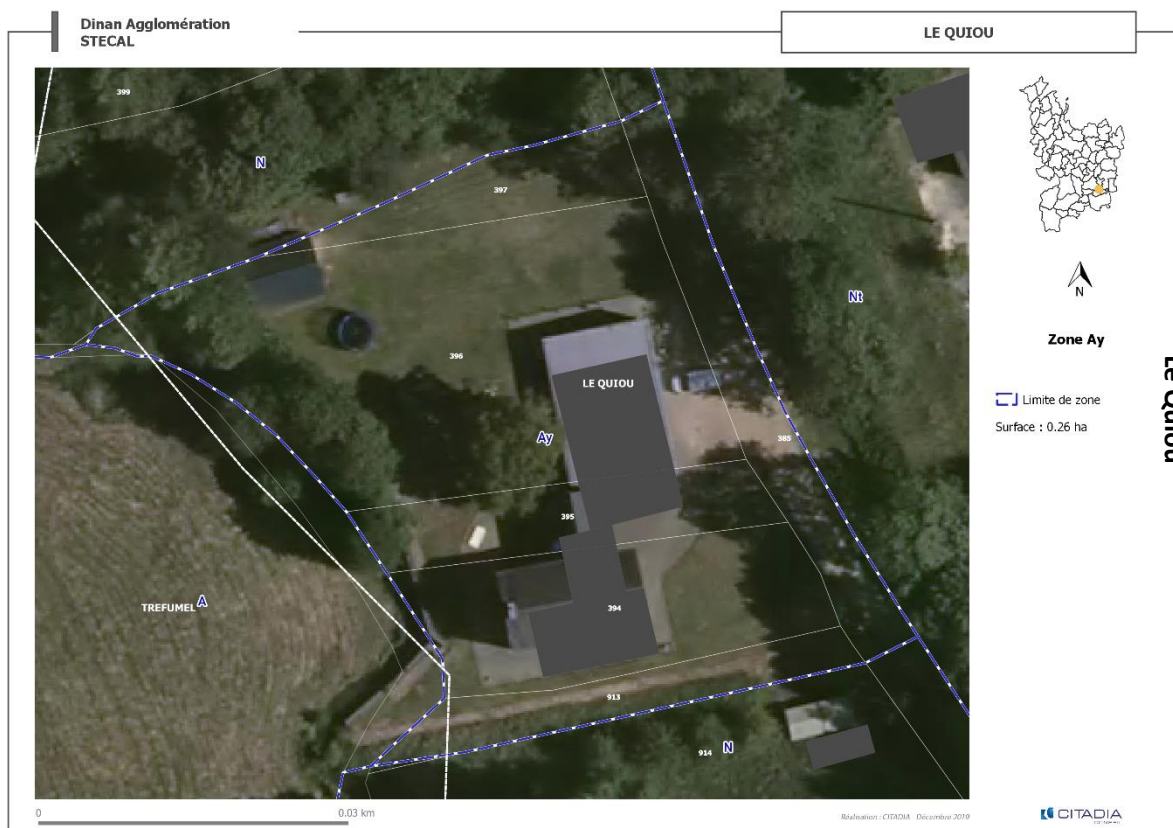 Dinan Agglomération
STECAL
LE QUIOU
399
N
397
Nt
396
LE QUIOU
Ay
385
395
TREFUMEL A
394
913
914 N
N
Zone Ay
Limite de zone
Surface : 0.26 ha
Le Quiou
0 0.03 km
Réalisation : CITADIA Décembre 2019
CITADIA